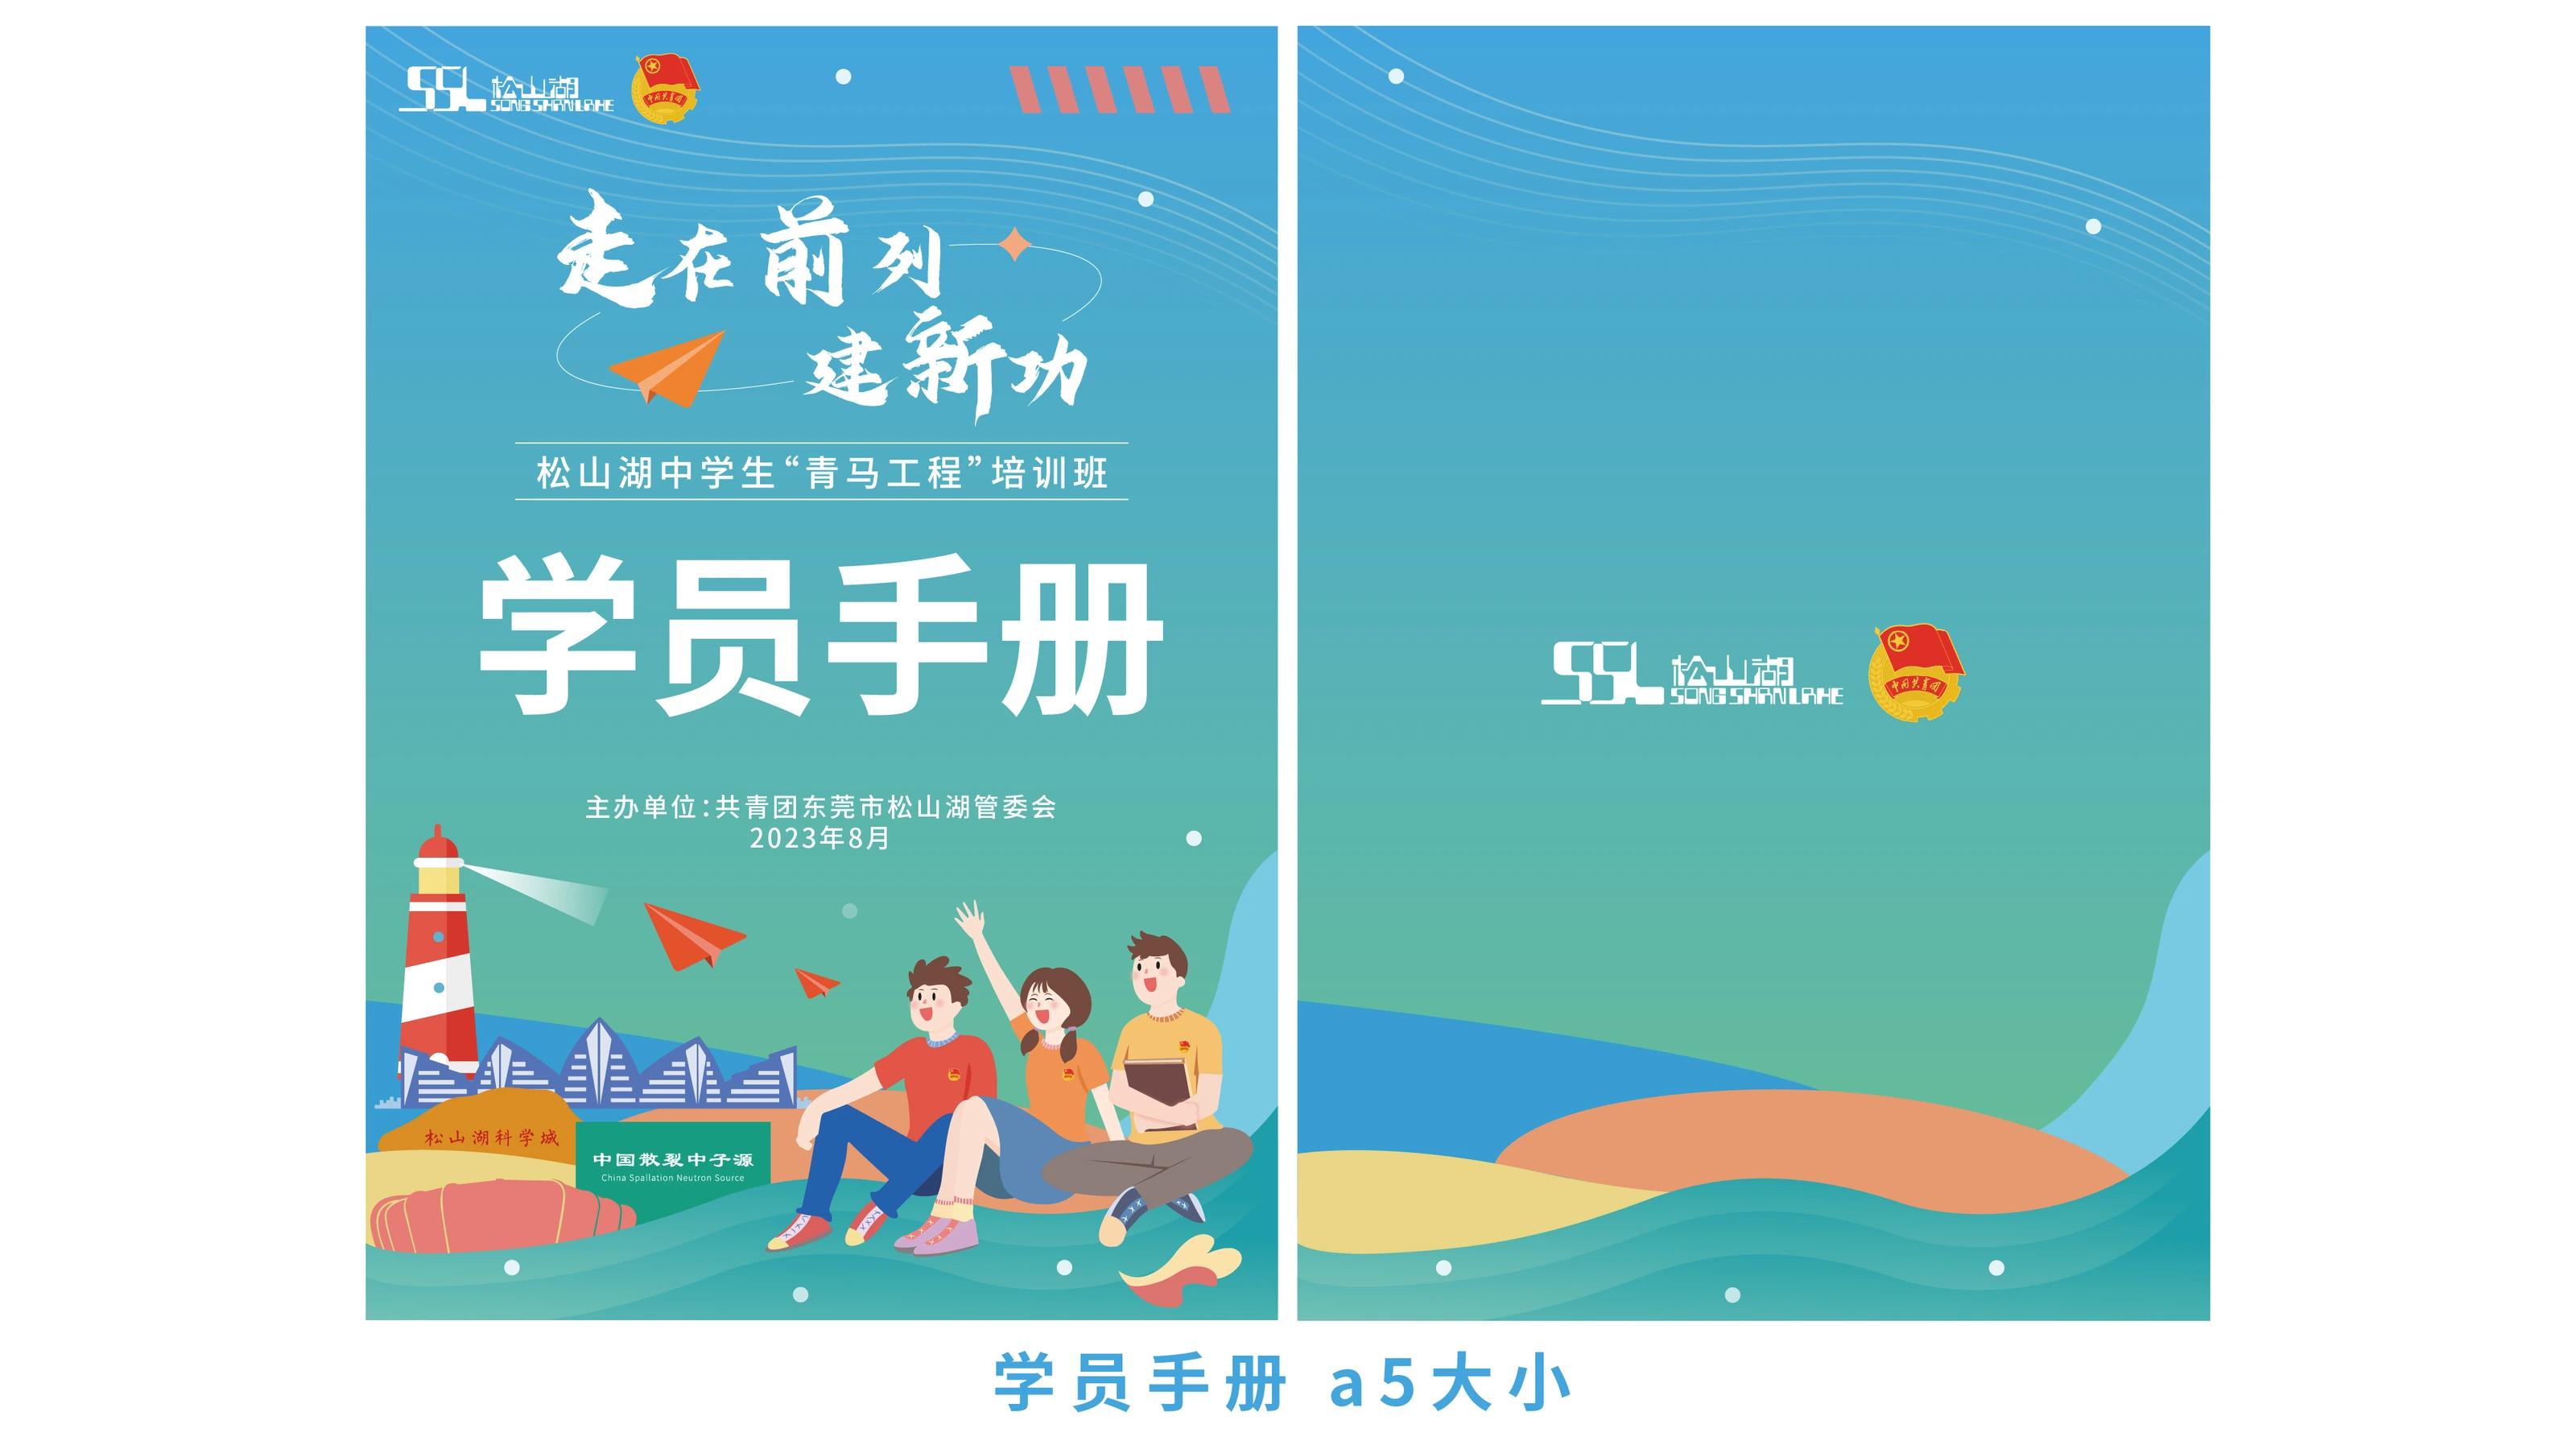 SSL 松山湖
SONGSHAN LAKE
中国共青团
走在前列
建新功
松山湖中学生“青马工程”培训班
学员手册
主办单位：共青团东莞市松山湖管委会
2023年8月
松山湖科学城
中国散裂中子源
China Spallation Neutron Source
SSL 松山湖
SONGSHAN LAKE
中国共青团
学员手册 a5大小